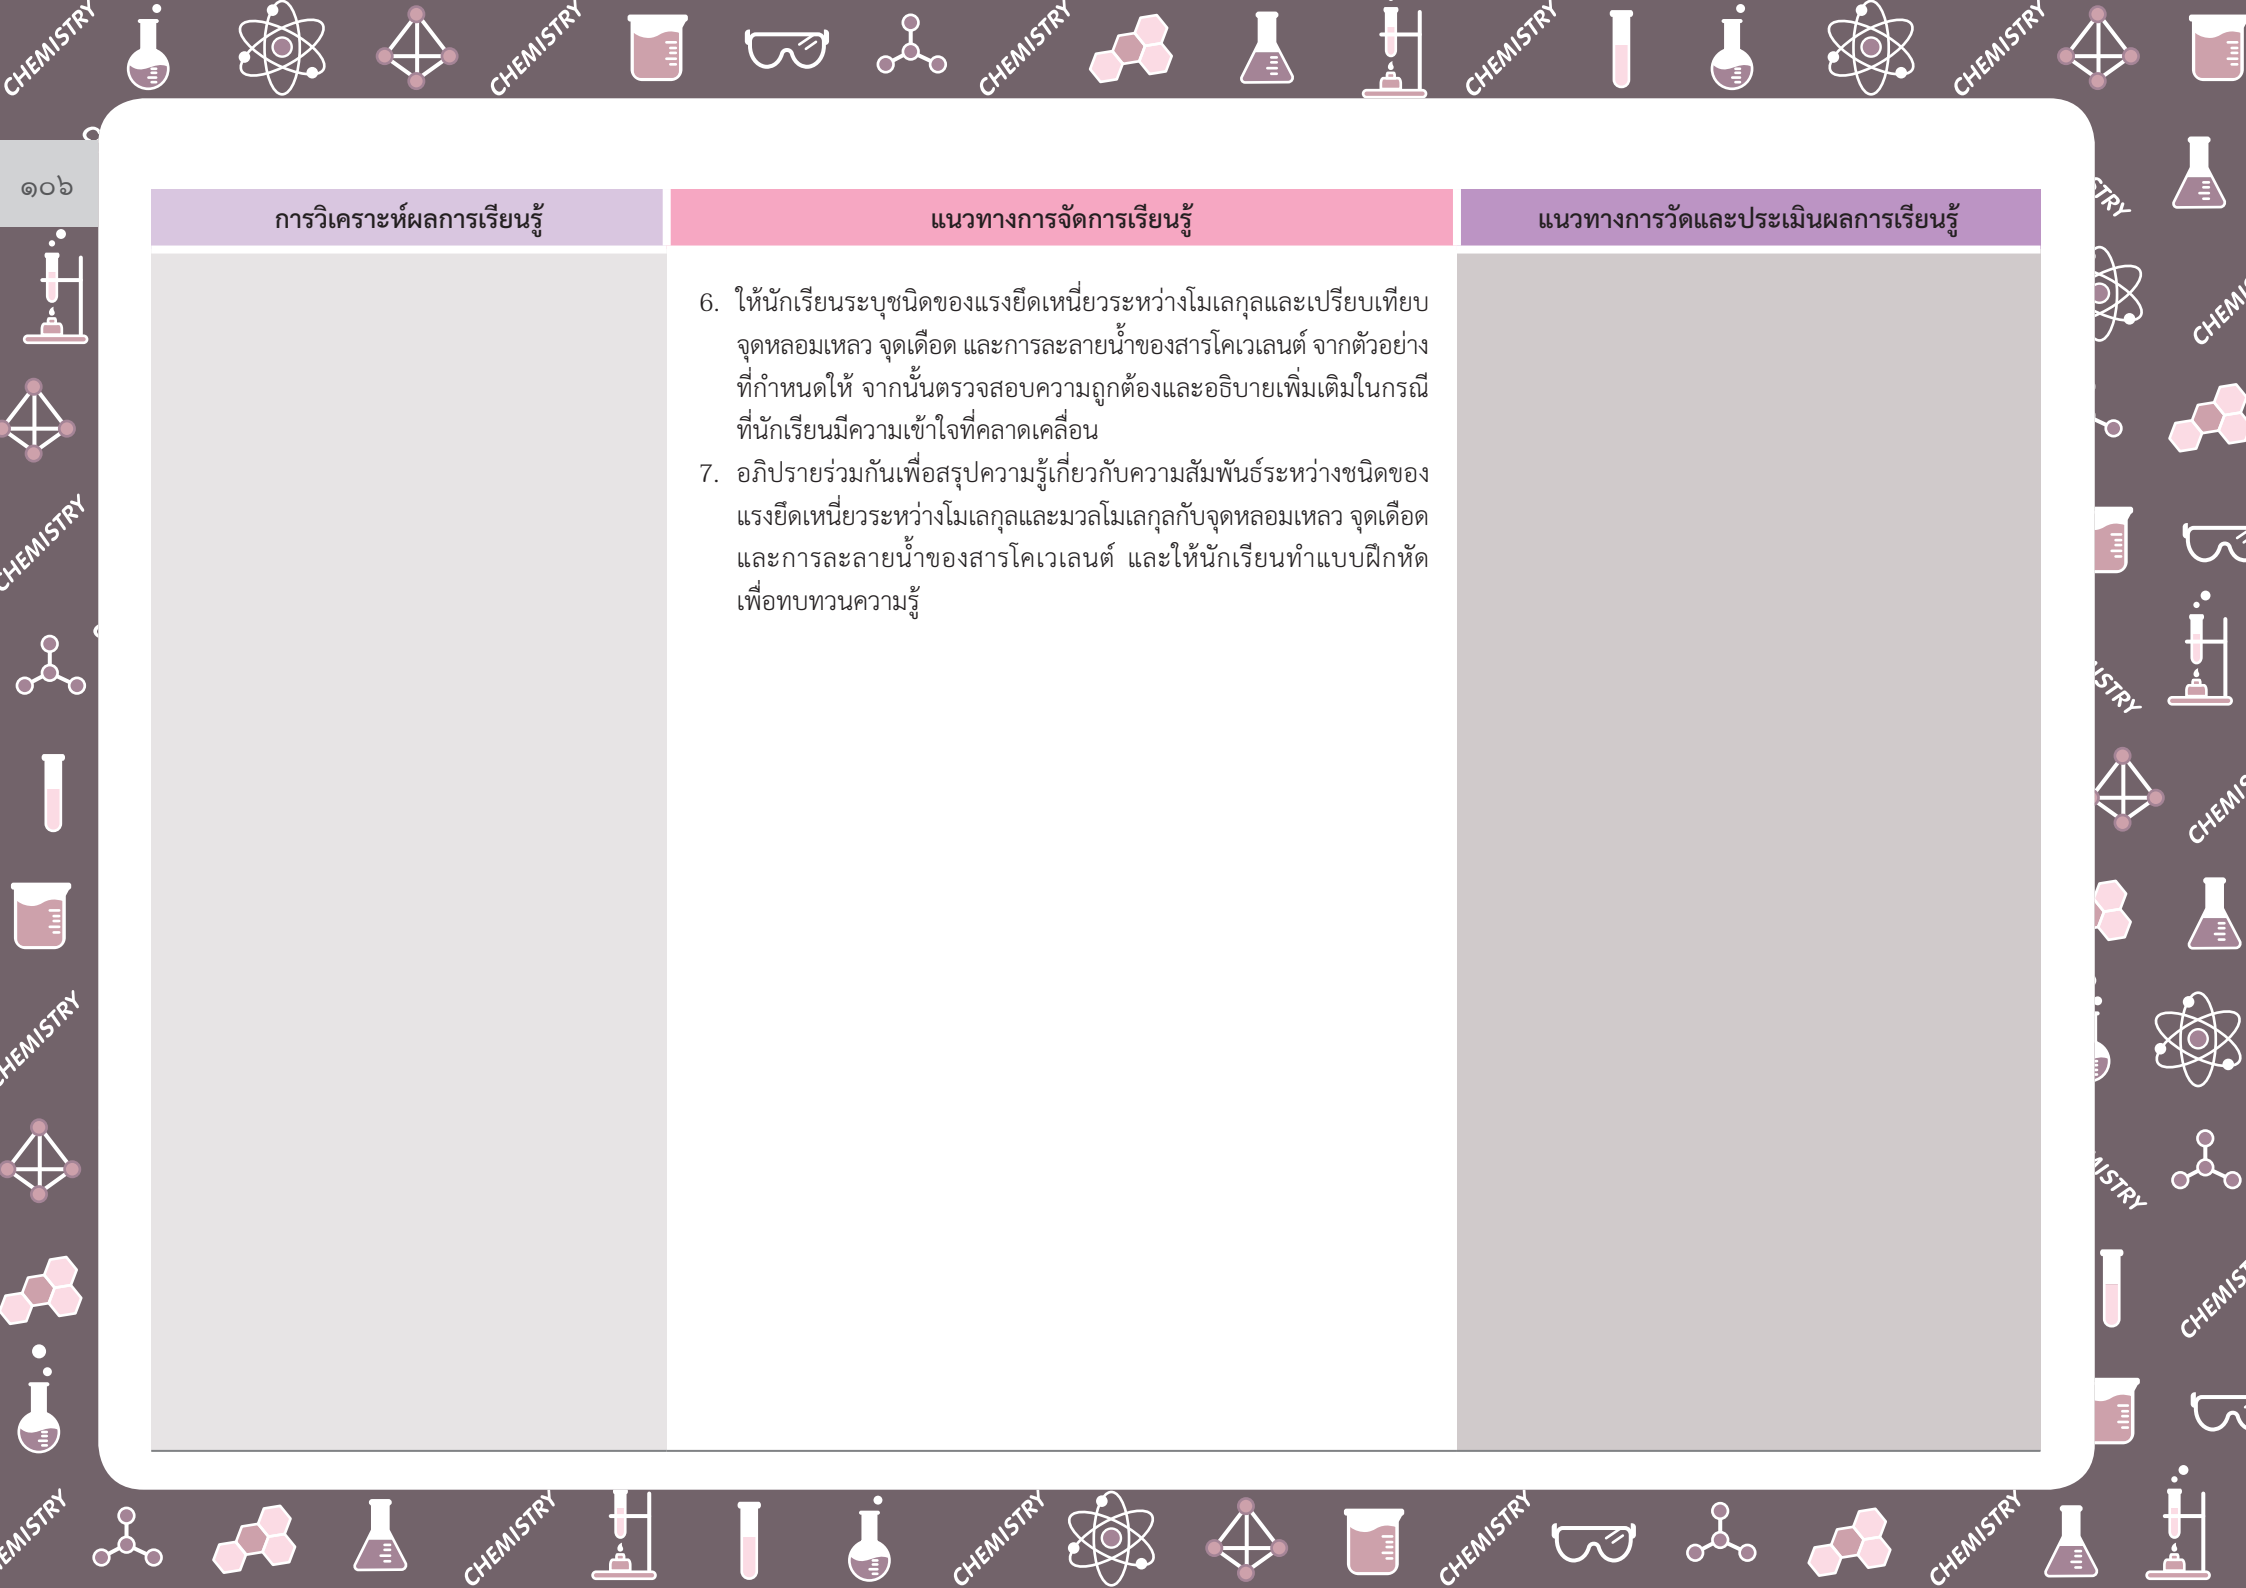 CHEMISTRY CHEMISTRY CHEMISTRY CHEMISTRY CHEMISTRY
๑๐๖
การวิเคราะห์ผลการเรียนรู้ แนวทางการจัดการเรียนรู้ แนวทางการวัดและประเมินผลการเรียนรู้
6. ให้นักเรียนระบุชนิดของแรงยึดเหนี่ยวระหว่างโมเลกุลและเปรียบเทียบ
จุดหลอมเหลว จุดเดือด และการละลายน้ำของสารโคเวเลนต์ จากตัวอย่าง
ที่กำหนดให้ จากนั้นตรวจสอบความถูกต้องและอธิบายเพิ่มเติมในกรณี
ที่นักเรียนมีความเข้าใจที่คลาดเคลื่อน
7. อภิปรายร่วมกันเพื่อสรุปความรู้เกี่ยวกับความสัมพันธ์ระหว่างชนิดของ
แรงยึดเหนี่ยวระหว่างโมเลกุลและมวลโมเลกุลกับจุดหลอมเหลว จุดเดือด
และการละลายน้ำของสารโคเวเลนต์ และให้นักเรียนทำแบบฝึกหัด
เพื่อทบทวนความรู้
CHEMISTRY CHEMISTRY CHEMISTRY CHEMISTRY